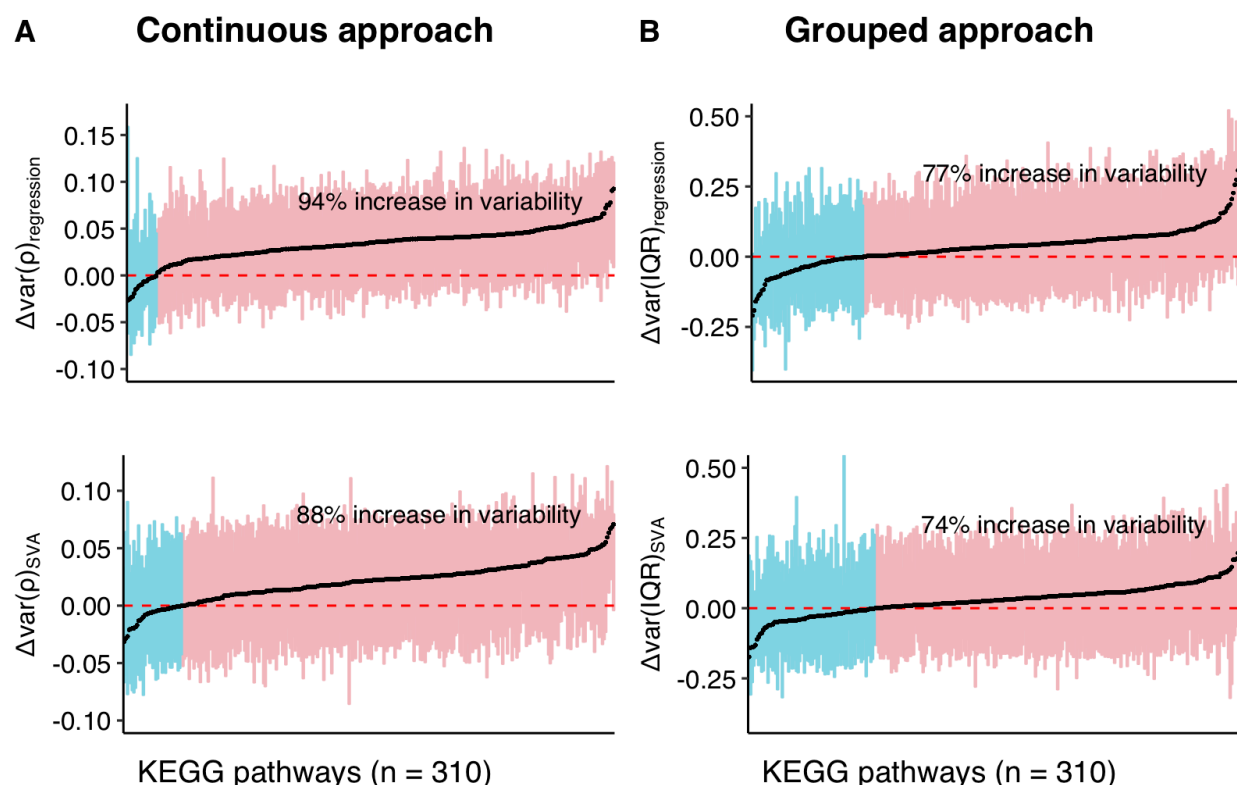 A Continuous approach
0.15
0.10
0.05
0.00
-0.05
-0.10
Δvar(ρ)regression
94% increase in variability
0.10
0.05
0.00
-0.05
-0.10
Δvar(ρ)SVA
88% increase in variability
KEGG pathways (n = 310)
B Grouped approach
0.50
0.25
0.00
-0.25
Δvar(IQR)regression
77% increase in variability
0.50
0.25
0.00
-0.25
Δvar(IQR)SVA
74% increase in variability
KEGG pathways (n = 310)